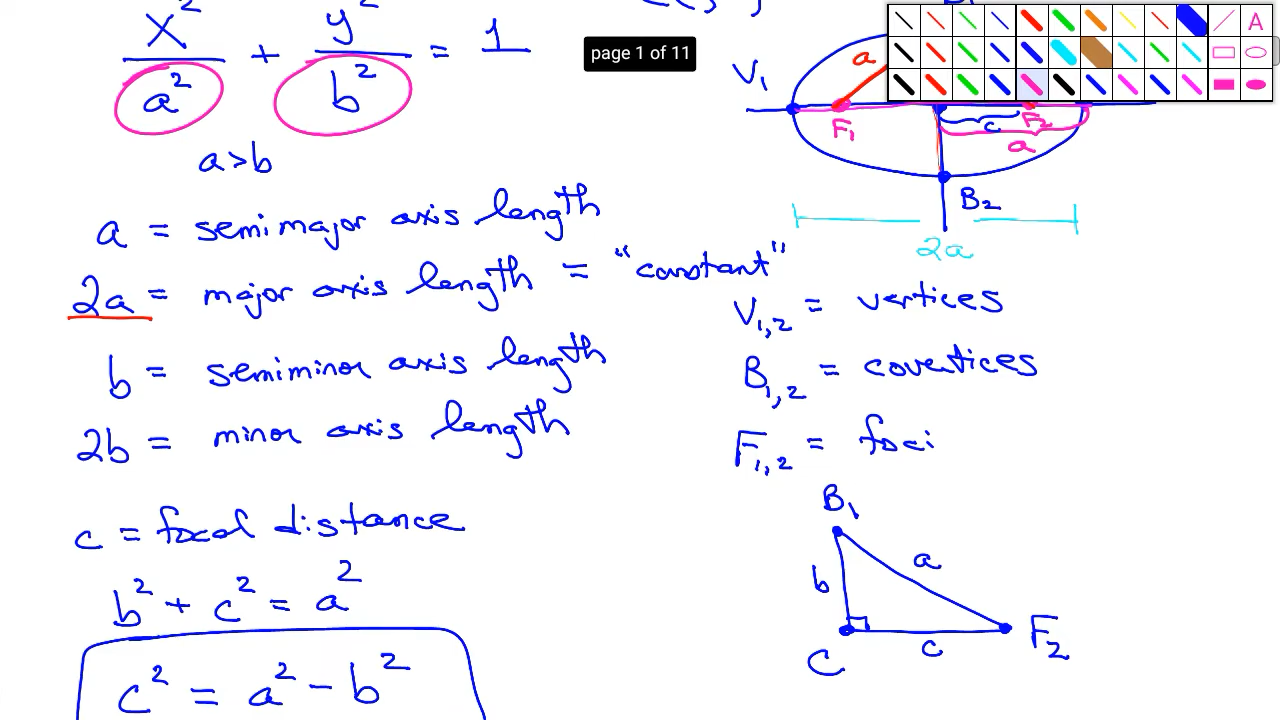 x²/a² + y²/b² = 1
page 1 of 11
A
a > b
V₁
a
F₁
c
F₂
a
B₂
2a
a = semimajor axis length
2a = major axis length = "constant"
b = semiminor axis length
2b = minor axis length
c = focal distance
b² + c² = a²
c² = a² - b²
V₁,₂ = vertices
B₁,₂ = covertices
F₁,₂ = foci
B₁
b
a
C
c
F₂